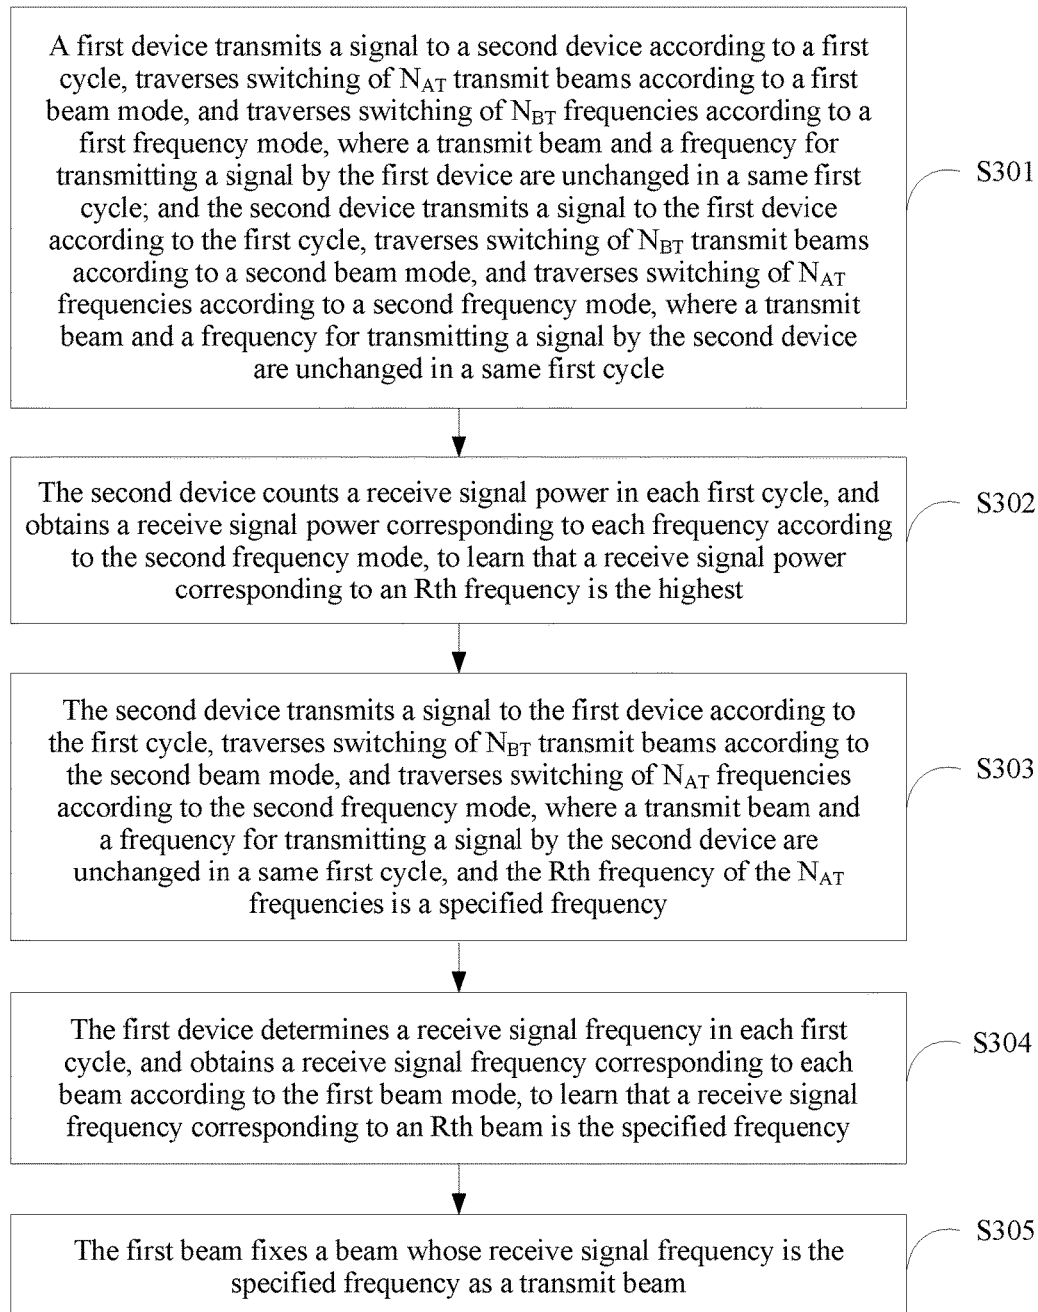 A first device transmits a signal to a second device according to a first
cycle, traverses switching of N_AT transmit beams according to a first
beam mode, and traverses switching of N_BT frequencies according to a
first frequency mode, where a transmit beam and a frequency for
transmitting a signal by the first device are unchanged in a same first
cycle; and the second device transmits a signal to the first device
according to the first cycle, traverses switching of N_BT transmit beams
according to a second beam mode, and traverses switching of N_AT
frequencies according to a second frequency mode, where a transmit
beam and a frequency for transmitting a signal by the second device
are unchanged in a same first cycle
S301
The second device counts a receive signal power in each first cycle, and
obtains a receive signal power corresponding to each frequency according
to the second frequency mode, to learn that a receive signal power
corresponding to an Rth frequency is the highest
S302
The second device transmits a signal to the first device according to
the first cycle, traverses switching of N_BT transmit beams according to
the second beam mode, and traverses switching of N_AT frequencies
according to the second frequency mode, where a transmit beam and
a frequency for transmitting a signal by the second device are
unchanged in a same first cycle, and the Rth frequency of the N_AT
frequencies is a specified frequency
S303
The first device determines a receive signal frequency in each first
cycle, and obtains a receive signal frequency corresponding to each
beam according to the first beam mode, to learn that a receive signal
frequency corresponding to an Rth beam is the specified frequency
S304
The first beam fixes a beam whose receive signal frequency is the
specified frequency as a transmit beam
S305